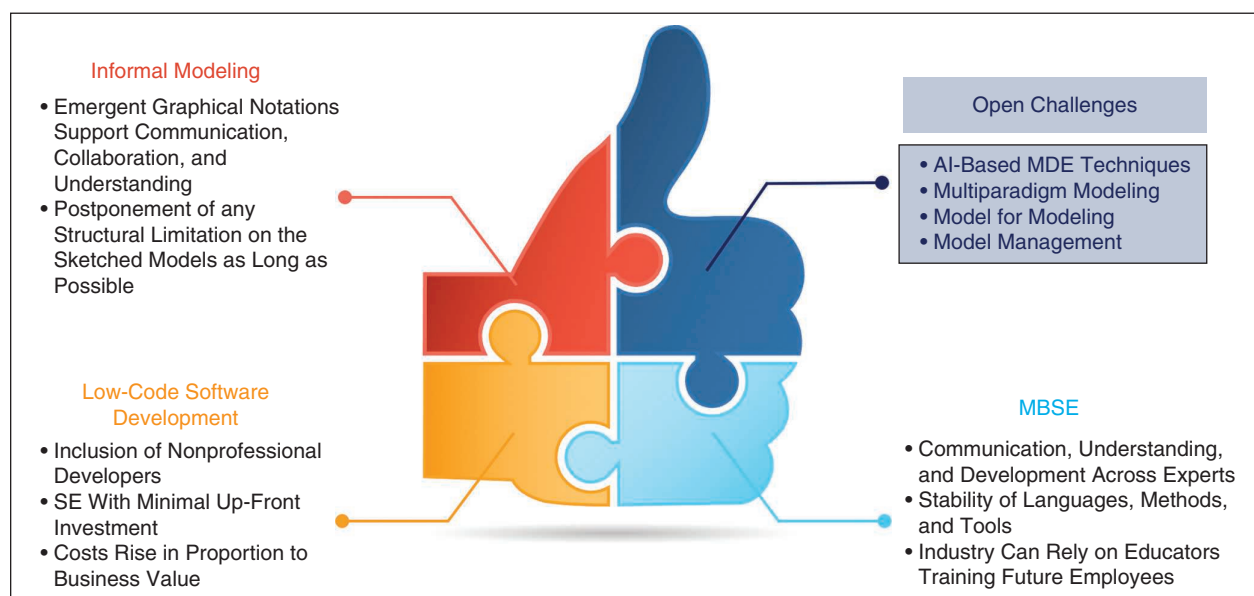 Informal Modeling
• Emergent Graphical Notations
Support Communication,
Collaboration, and
Understanding
• Postponement of any
Structural Limitation on the
Sketched Models as Long as
Possible
Open Challenges
• AI-Based MDE Techniques
• Multiparadigm Modeling
• Model for Modeling
• Model Management
Low-Code Software
Development
• Inclusion of Nonprofessional
Developers
• SE With Minimal Up-Front
Investment
• Costs Rise in Proportion to
Business Value
MBSE
• Communication, Understanding,
and Development Across Experts
• Stability of Languages, Methods,
and Tools
• Industry Can Rely on Educators
Training Future Employees